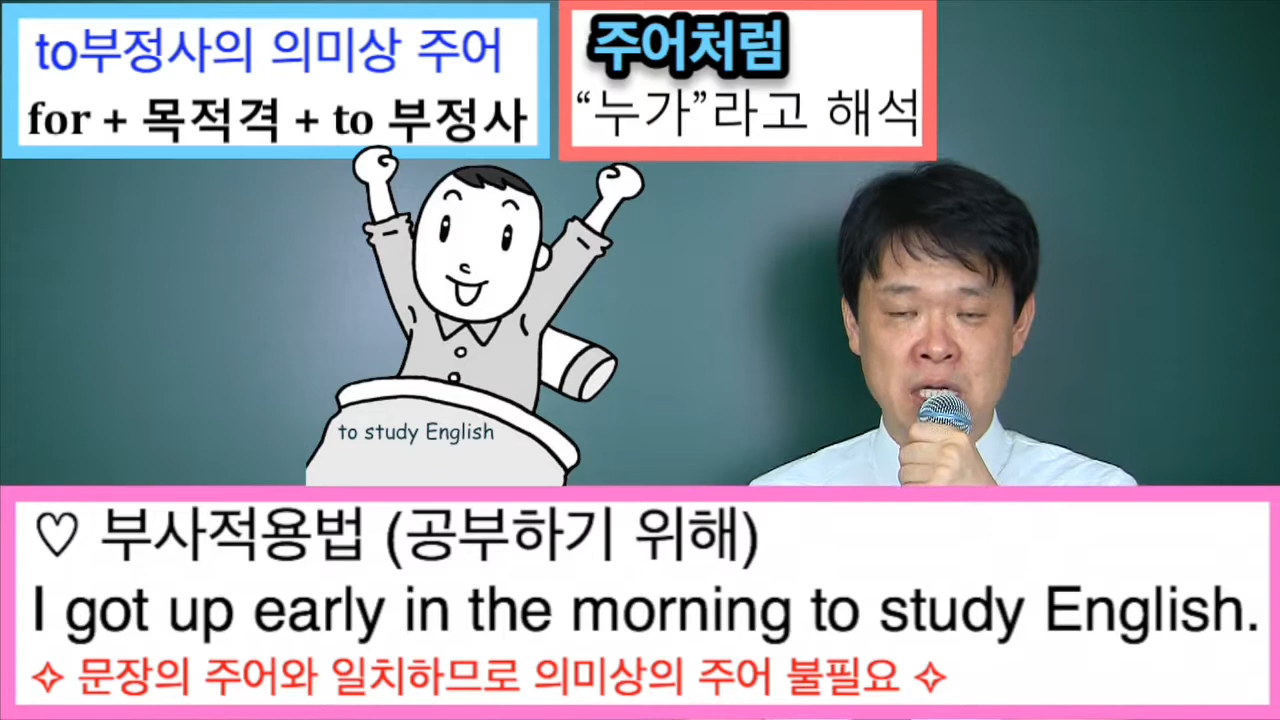 to부정사의 의미상 주어
for + 목적격 + to 부정사
주어처럼
“누가”라고 해석
to study English
♡ 부사적용법 (공부하기 위해)
I got up early in the morning to study English.
✧ 문장의 주어와 일치하므로 의미상의 주어 불필요 ✧